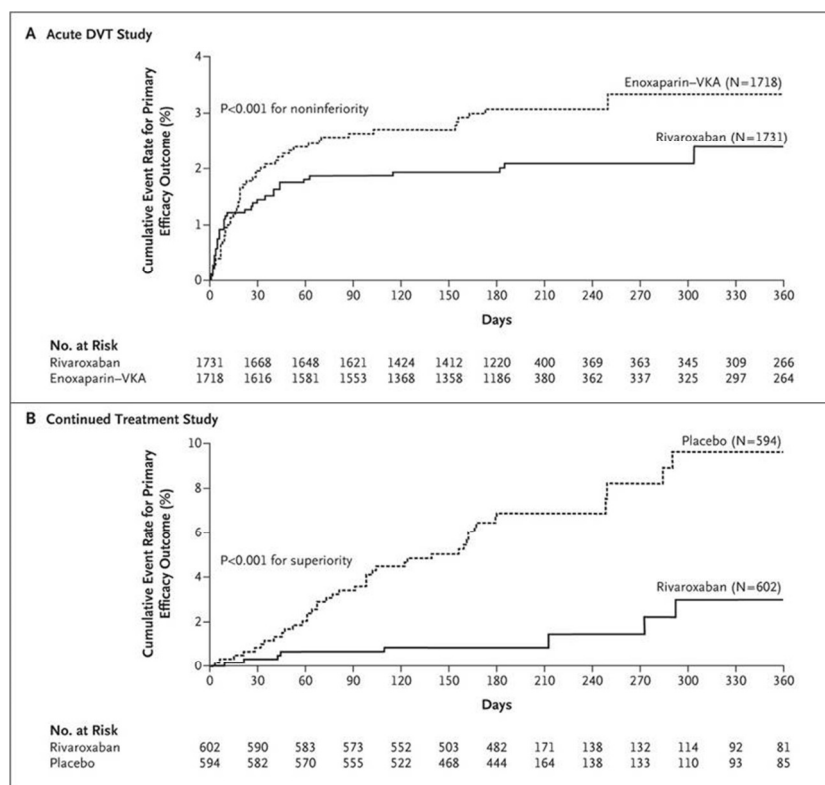 A Acute DVT Study
Cumulative Event Rate for Primary
Efficacy Outcome (%)
4
3
2
1
0
P<0.001 for noninferiority
Enoxaparin–VKA (N=1718)
Rivaroxaban (N=1731)
0 30 60 90 120 150 180 210 240 270 300 330 360
Days
No. at Risk
Rivaroxaban 1731 1668 1648 1621 1424 1412 1220 400 369 363 345 309 266
Enoxaparin–VKA 1718 1616 1581 1553 1368 1358 1186 380 362 337 325 297 264
B Continued Treatment Study
Cumulative Event Rate for Primary
Efficacy Outcome (%)
10
8
6
4
2
0
P<0.001 for superiority
Placebo (N=594)
Rivaroxaban (N=602)
0 30 60 90 120 150 180 210 240 270 300 330 360
Days
No. at Risk
Rivaroxaban 602 590 583 573 552 503 482 171 138 132 114 92 81
Placebo 594 582 570 555 522 468 444 164 138 133 110 93 85